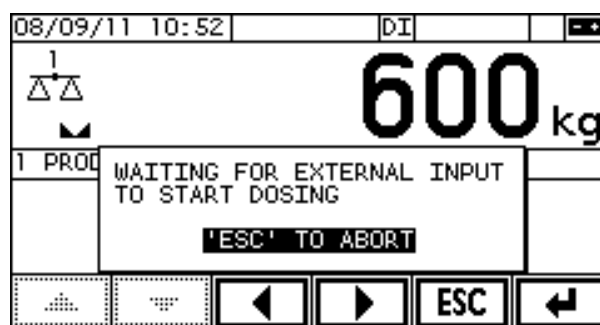 08/09/11 10:52 DI
1
600 kg
1 PROD
WAITING FOR EXTERNAL INPUT
TO START DOSING
'ESC' TO ABORT
ESC